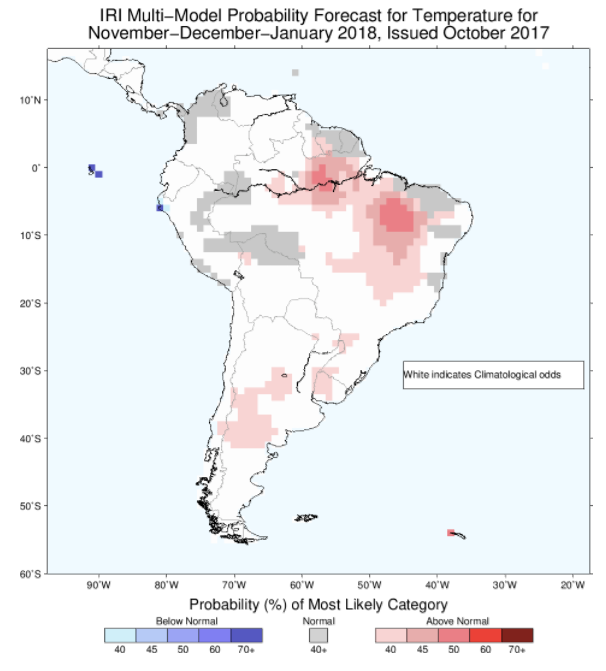 IRI Multi-Model Probability Forecast for Temperature for
November-December-January 2018, Issued October 2017
10˚N
0˚
10˚S
20˚S
30˚S
White indicates Climatological odds
40˚S
50˚S
60˚S
90˚W 80˚W 70˚W 60˚W 50˚W 40˚W 30˚W 20˚W
Probability (%) of Most Likely Category
Below Normal Normal Above Normal
40 45 50 60 70+ 40+ 40 45 50 60 70+